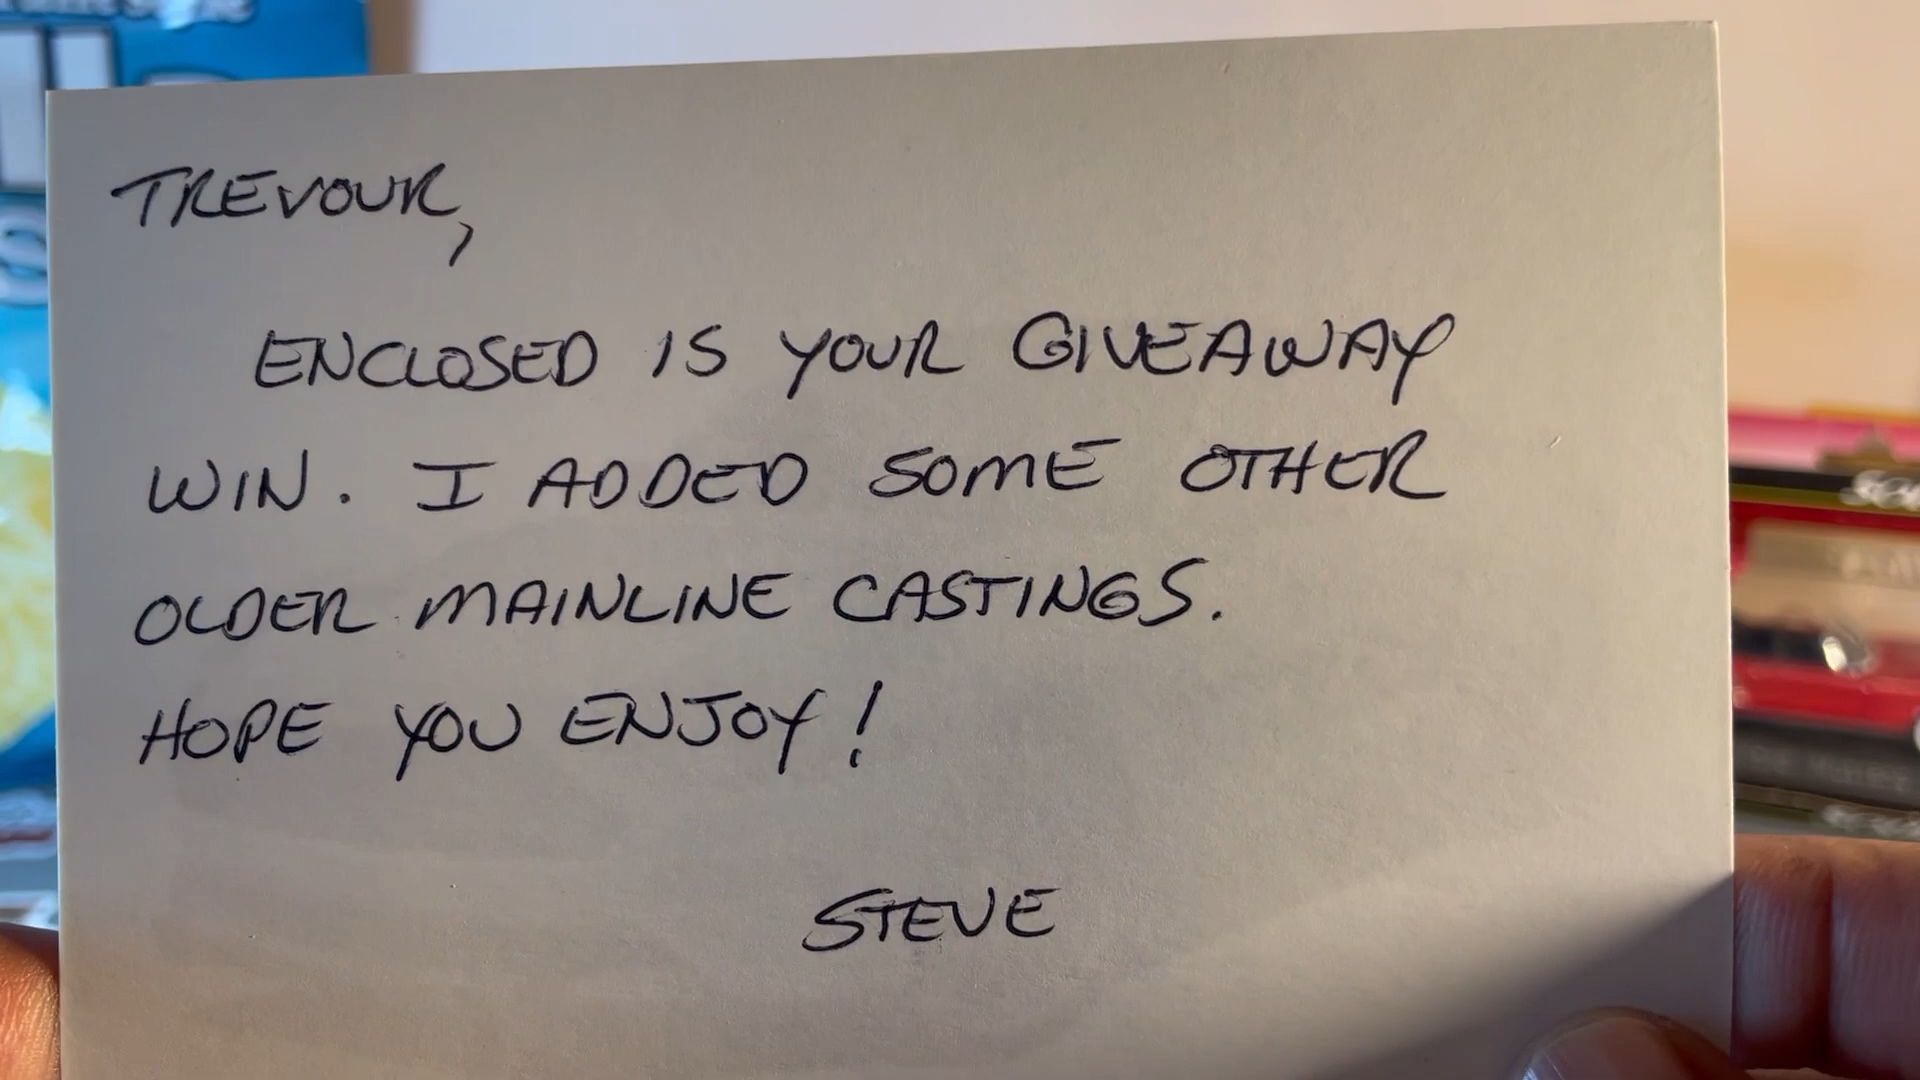 TREVOUR,
ENCLOSED IS YOUR GIVEAWAY
WIN. I ADDED SOME OTHER
OLDER MAINLINE CASTINGS.
HOPE YOU ENJOY!
STEVE